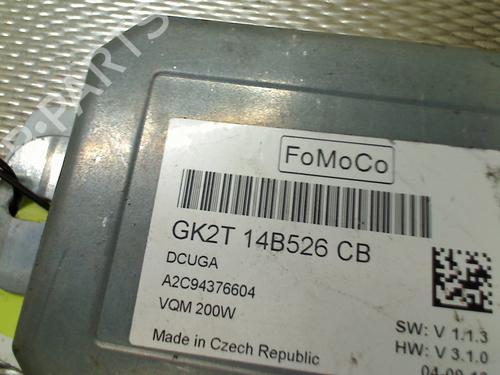 FoMoCo
GK2T 14B526 CB
DCUGA
A2C94376604
VQM 200W
SW: V 1.1.3
HW: V 3.1.0
Made in Czech Republic